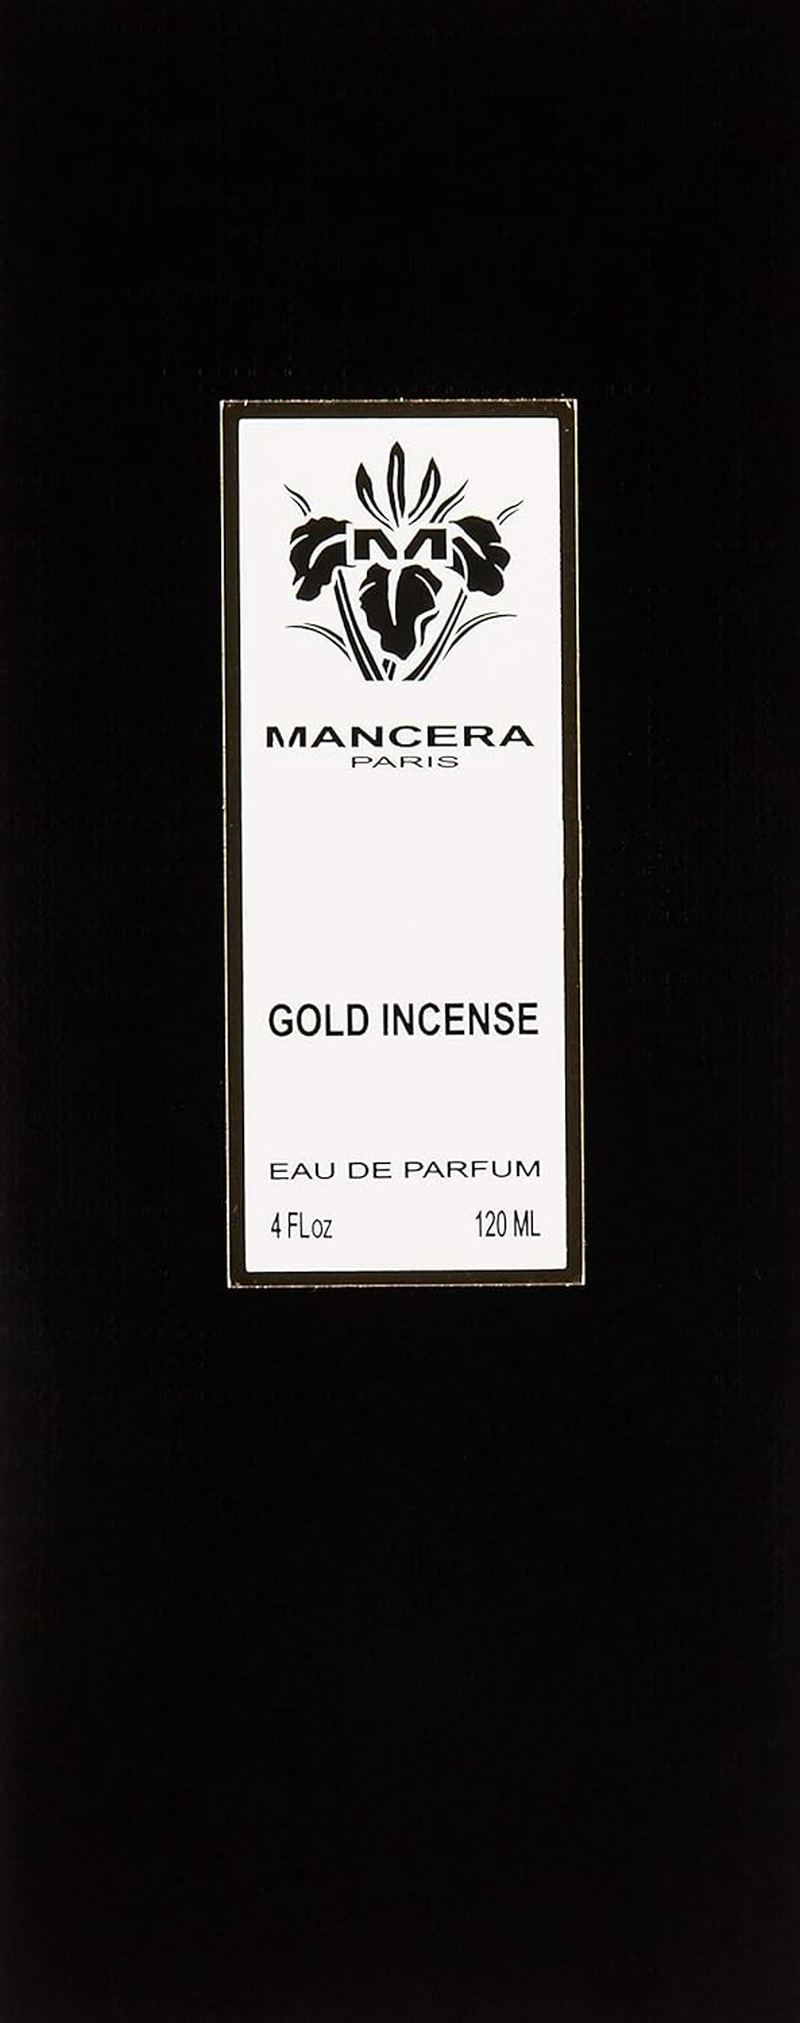 M
MANCERA
PARIS
GOLD INCENSE
EAU DE PARFUM
4 FLoz 120 ML